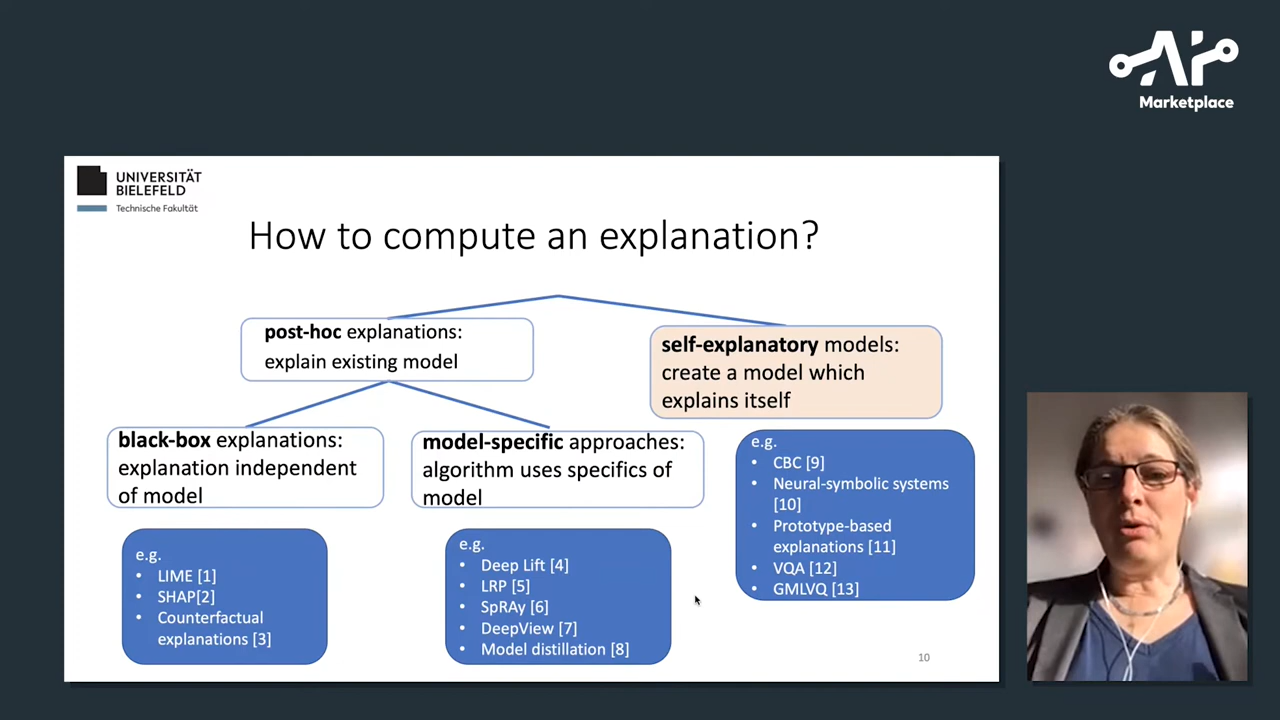 AI
Marketplace
UNIVERSITÄT
BIELEFELD
Technische Fakultät
How to compute an explanation?
post-hoc explanations:
explain existing model
self-explanatory models:
create a model which
explains itself
black-box explanations:
explanation independent
of model
model-specific approaches:
algorithm uses specifics of
model
e.g.
• LIME [1]
• SHAP[2]
• Counterfactual
explanations [3]
e.g.
• Deep Lift [4]
• LRP [5]
• SpRAy [6]
• DeepView [7]
• Model distillation [8]
e.g.
• CBC [9]
• Neural-symbolic systems
[10]
• Prototype-based
explanations [11]
• VQA [12]
• GMLVQ [13]
10